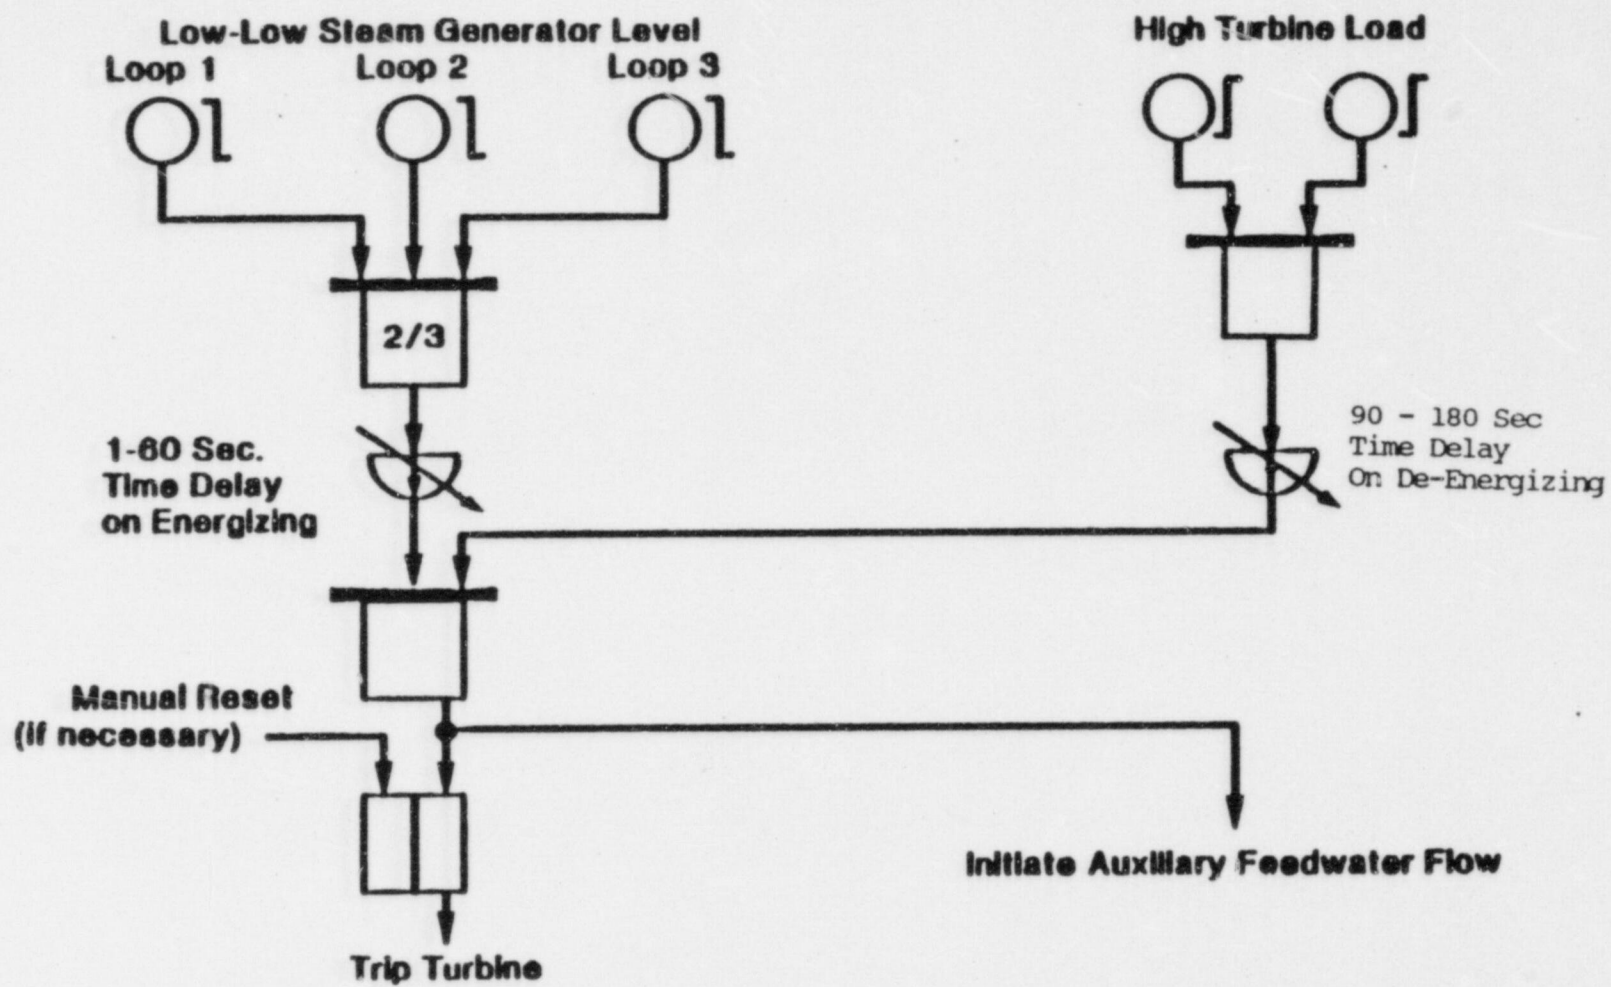 Low-Low Steam Generator Level
Loop 1
Loop 2
Loop 3
High Turbine Load
2/3
1-60 Sec.
Time Delay
on Energizing
90 - 180 Sec
Time Delay
On De-Energizing
Manual Reset
(if necessary)
Initiate Auxiliary Feedwater Flow
Trip Turbine